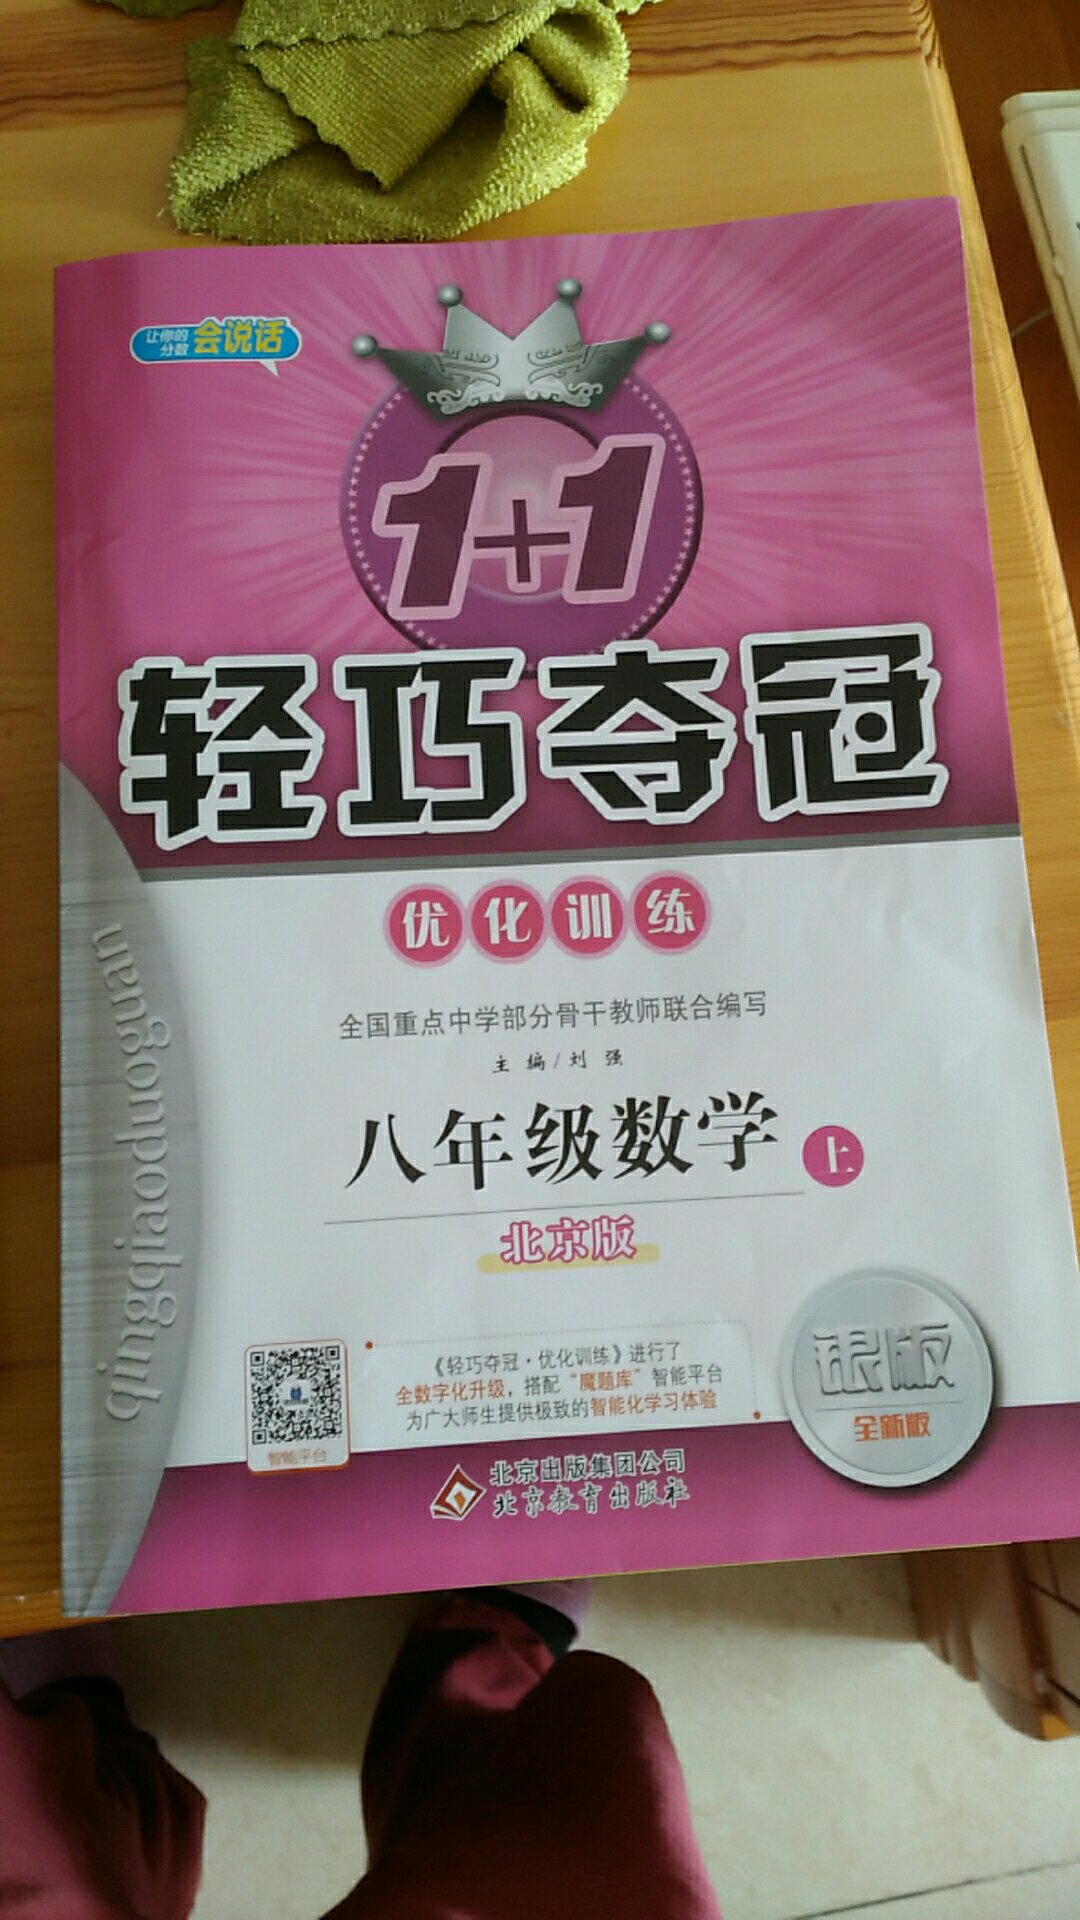 让你的
分数 会说话
1+1
轻巧夺冠
优化训练
全国重点中学部分骨干教师联合编写
主 编/刘 强
八年级数学 上
北京版
qingqiaoduoguan
《轻巧夺冠·优化训练》进行了
全数字化升级，搭配“魔题库”智能平台
为广大师生提供极致的智能化学习体验
智能平台
银版
全新版
北京出版集团公司
北京教育出版社